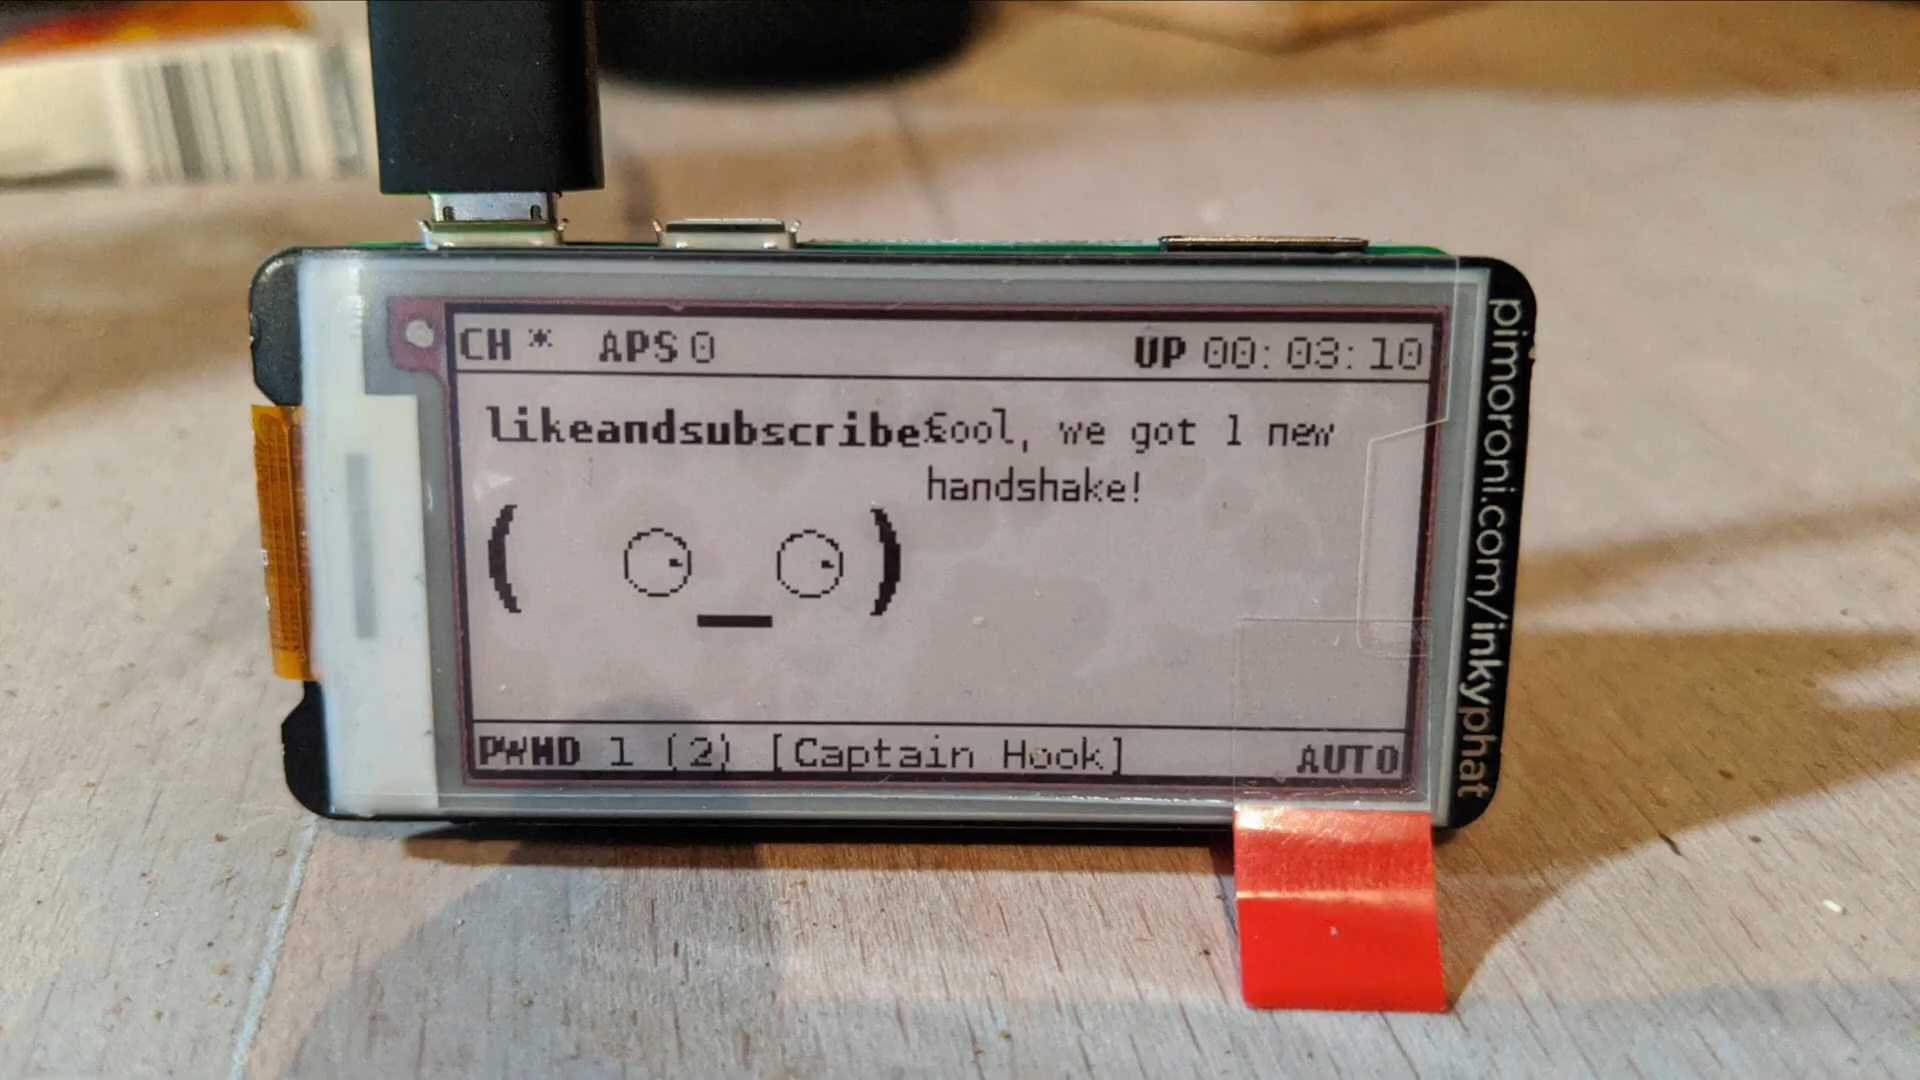 CH * APS 0 UP 00:03:10
likeandsubscribe Cool, we got 1 new
handshake!
PWND 1 (2) [Captain Hook] AUTO
pimoroni.com/inkyphat